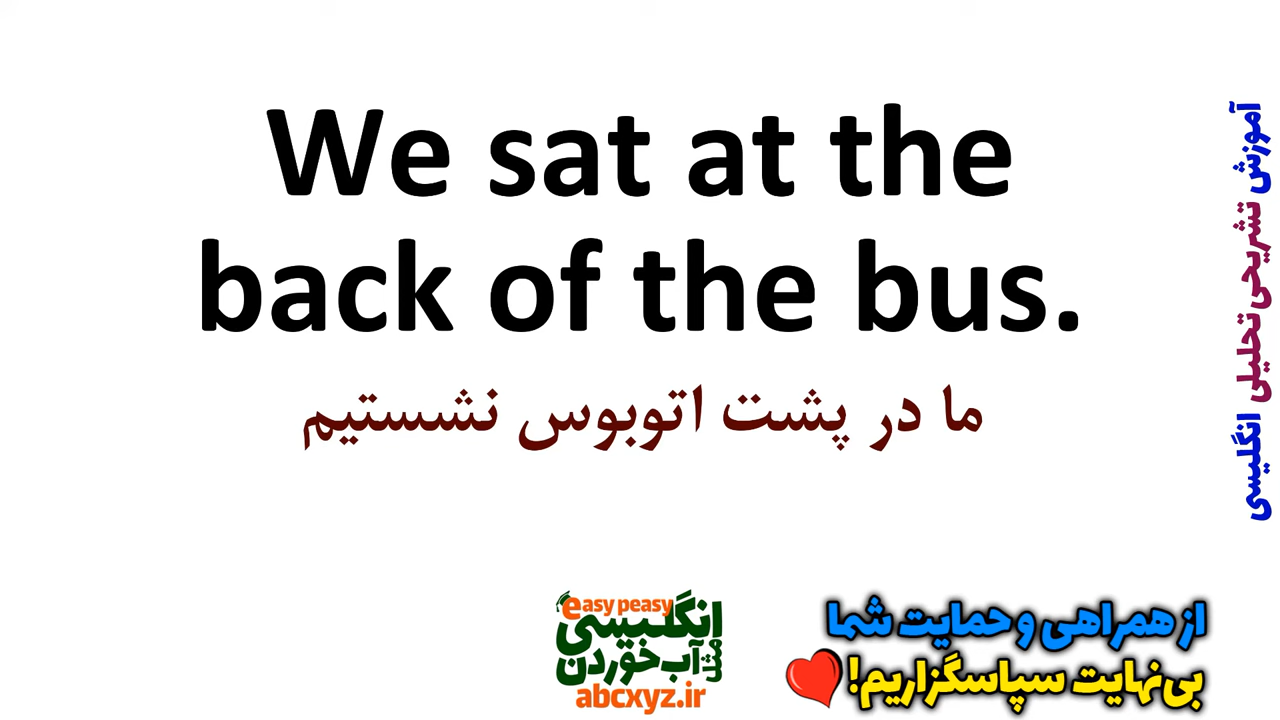 We sat at the
back of the bus.
ما در پشت اتوبوس نشستیم
آموزش تشریحی تحلیلی انگلیسی
easy peasy
انگلیسی
مثل آب خوردن
abcxyz.ir
از همراهی و حمایت شما
بی‌نهایت سپاسگزاریم!